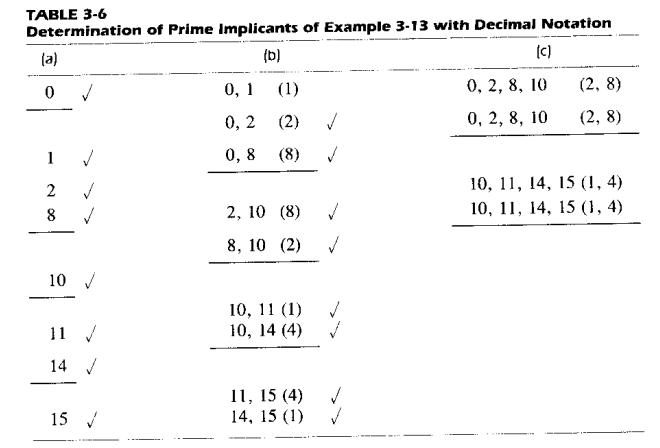 TABLE 3-6
Determination of Prime Implicants of Example 3-13 with Decimal Notation
(a) (b) (c)
0 √ 0, 1 (1) 0, 2, 8, 10 (2, 8)
0, 2 (2) √ 0, 2, 8, 10 (2, 8)
1 √ 0, 8 (8) √
2 √ 10, 11, 14, 15 (1, 4)
8 √ 2, 10 (8) √ 10, 11, 14, 15 (1, 4)
8, 10 (2) √
10 √
10, 11 (1) √
11 √ 10, 14 (4) √
14 √
11, 15 (4) √
15 √ 14, 15 (1) √